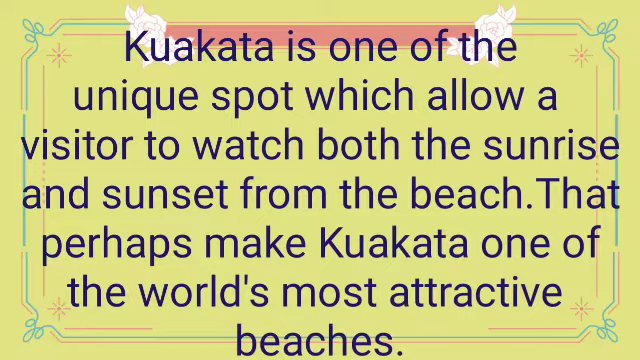 Kuakata is one of the
unique spot which allow a
visitor to watch both the sunrise
and sunset from the beach.That
perhaps make Kuakata one of
the world's most attractive
beaches.